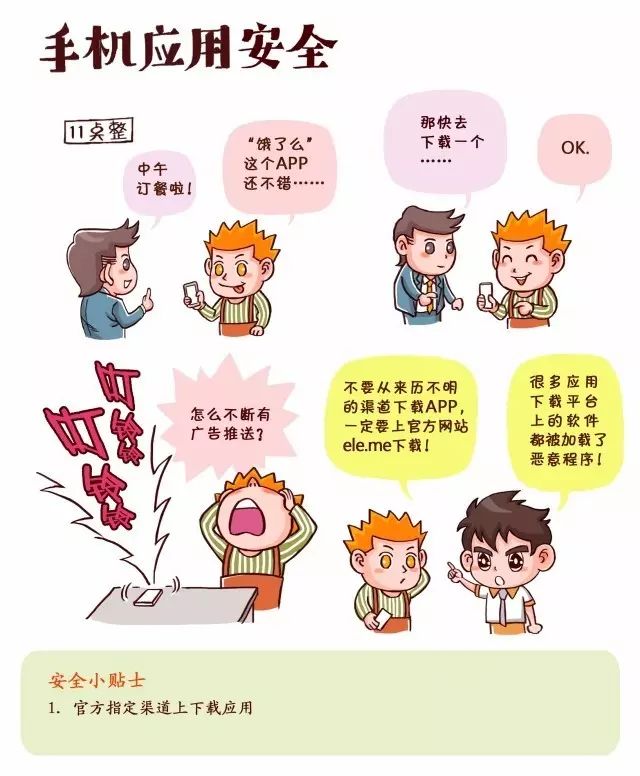 手机应用安全
11点整
中午
订餐啦！
“饿了么”
这个APP
还不错……
那快去
下载一个
……
OK.
铃铃铃铃
怎么不断有
广告推送？
不要从来历不明
的渠道下载APP，
一定要上官方网站
ele.me下载！
很多应用
下载平台
上的软件
都被加载了
恶意程序！
安全小贴士
1. 官方指定渠道上下载应用